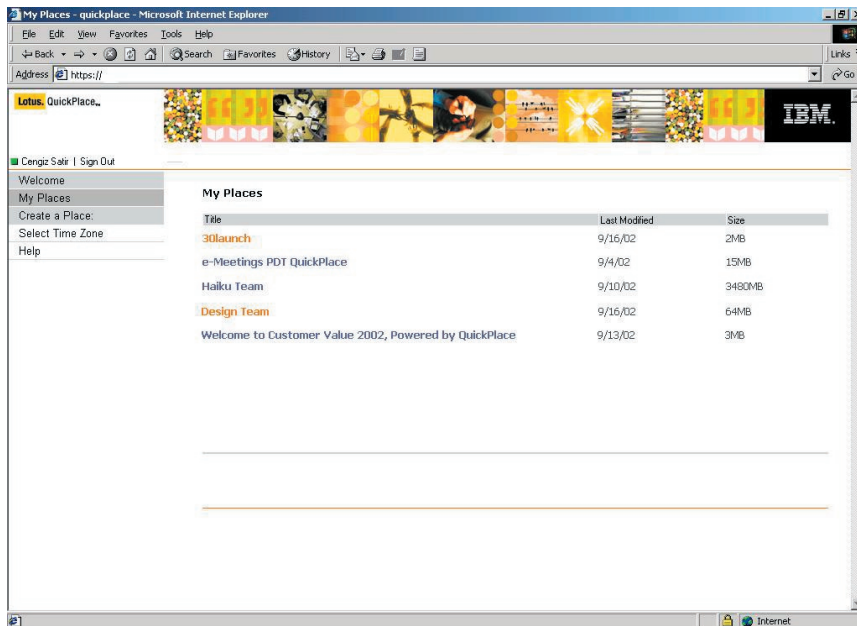 My Places - quickplace - Microsoft Internet Explorer
File Edit View Favorites Tools Help
Back Search Favorites History Links
Address https:// Go
Lotus. QuickPlace
IBM.
Cengiz Satir | Sign Out
Welcome
My Places
Create a Place:
Select Time Zone
Help
My Places
Title Last Modified Size
30launch 9/16/02 2MB
e-Meetings PDT QuickPlace 9/4/02 15MB
Haiku Team 9/10/02 3480MB
Design Team 9/16/02 64MB
Welcome to Customer Value 2002, Powered by QuickPlace 9/13/02 3MB
Internet